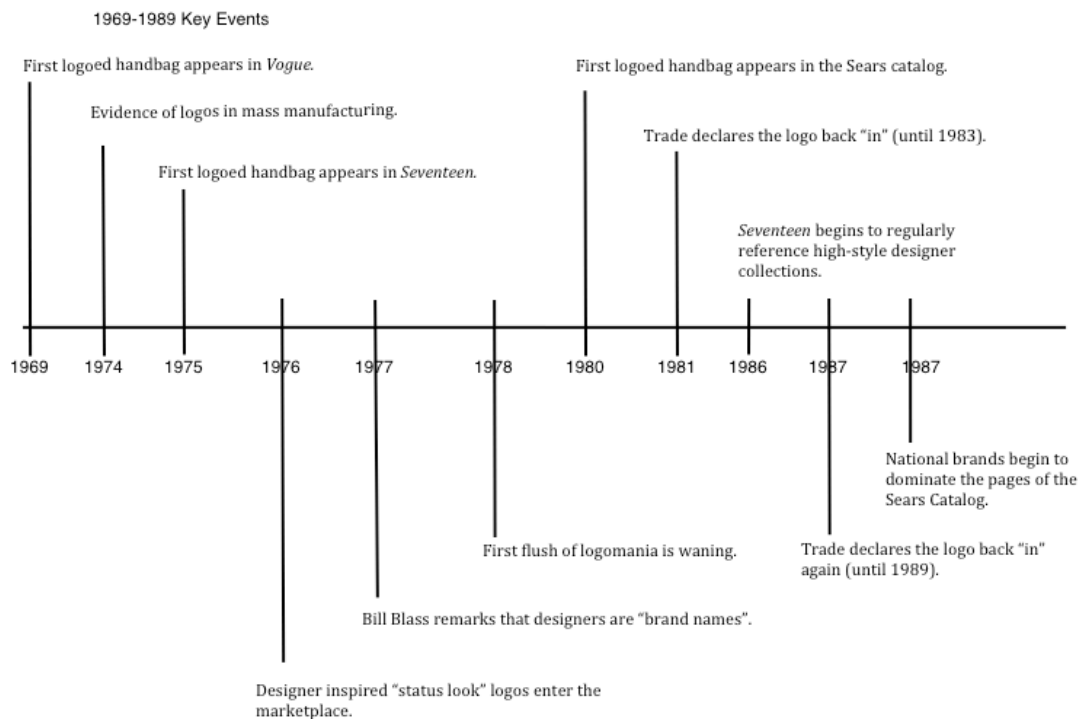 1969-1989 Key Events
First logoed handbag appears in Vogue.
First logoed handbag appears in the Sears catalog.
Evidence of logos in mass manufacturing.
Trade declares the logo back “in” (until 1983).
First logoed handbag appears in Seventeen.
Seventeen begins to regularly
reference high-style designer
collections.
1969 1974 1975 1976 1977 1978 1980 1981 1986 1987 1987
National brands begin to
dominate the pages of the
Sears Catalog.
First flush of logomania is waning.
Trade declares the logo back “in”
again (until 1989).
Bill Blass remarks that designers are “brand names”.
Designer inspired “status look” logos enter the
marketplace.